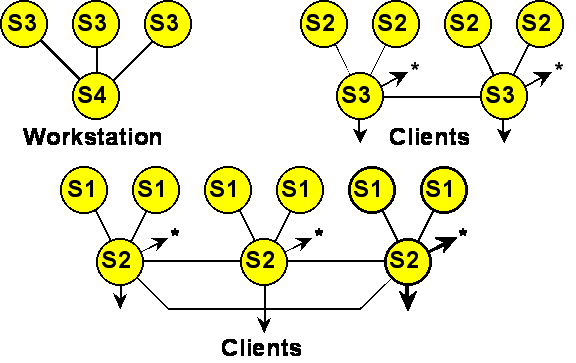 S3 S3 S3
S4
Workstation
S2 S2 S2 S2
* *
S3 S3
Clients
S1 S1 S1 S1 S1 S1
* * *
S2 S2 S2
Clients